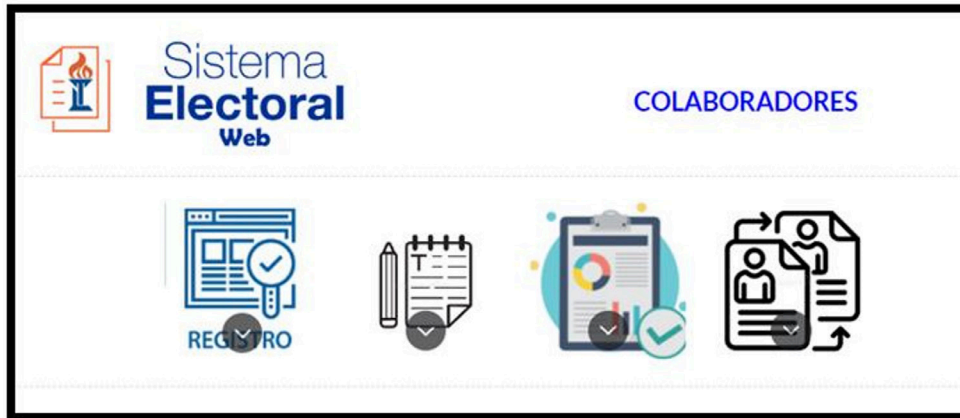 Sistema
Electoral
Web
COLABORADORES
T
REGISTRO